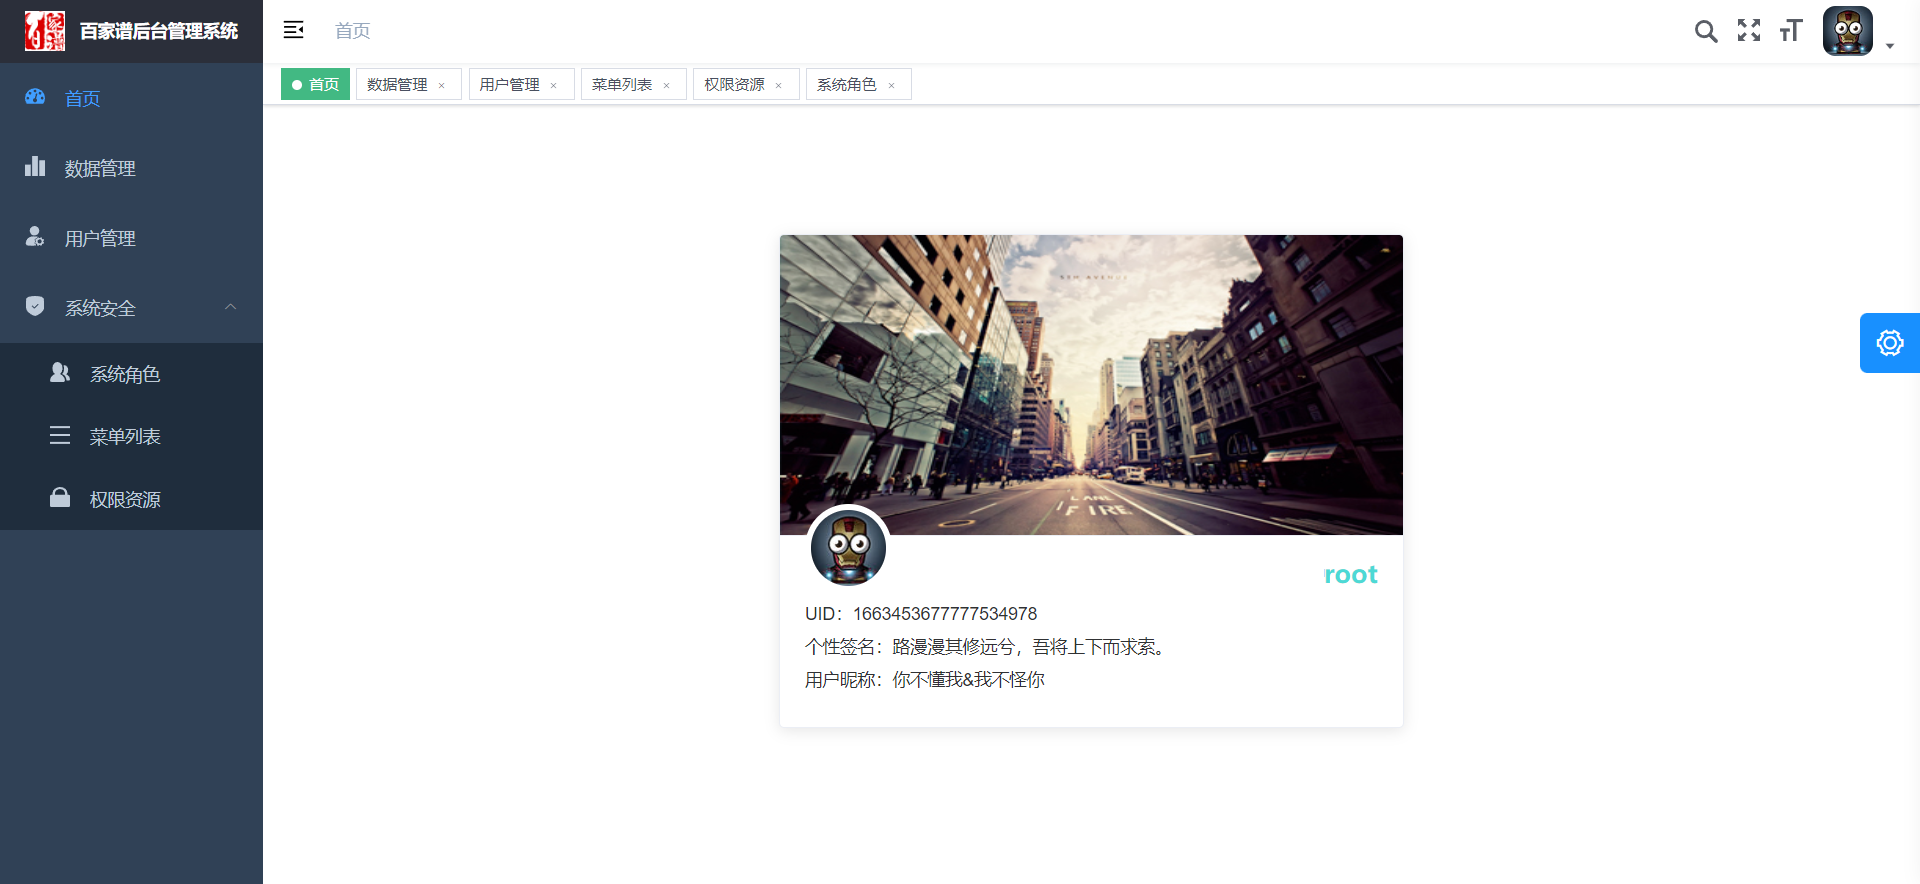 百家谱后台管理系统
首页
数据管理
用户管理
系统安全
系统角色
菜单列表
权限资源
首页
首页
数据管理 ×
用户管理 ×
菜单列表 ×
权限资源 ×
系统角色 ×
5TH AVENUE
LANE
FIRE
root
UID：1663453677777534978
个性签名：路漫漫其修远兮，吾将上下而求索。
用户昵称：你不懂我&我不怪你